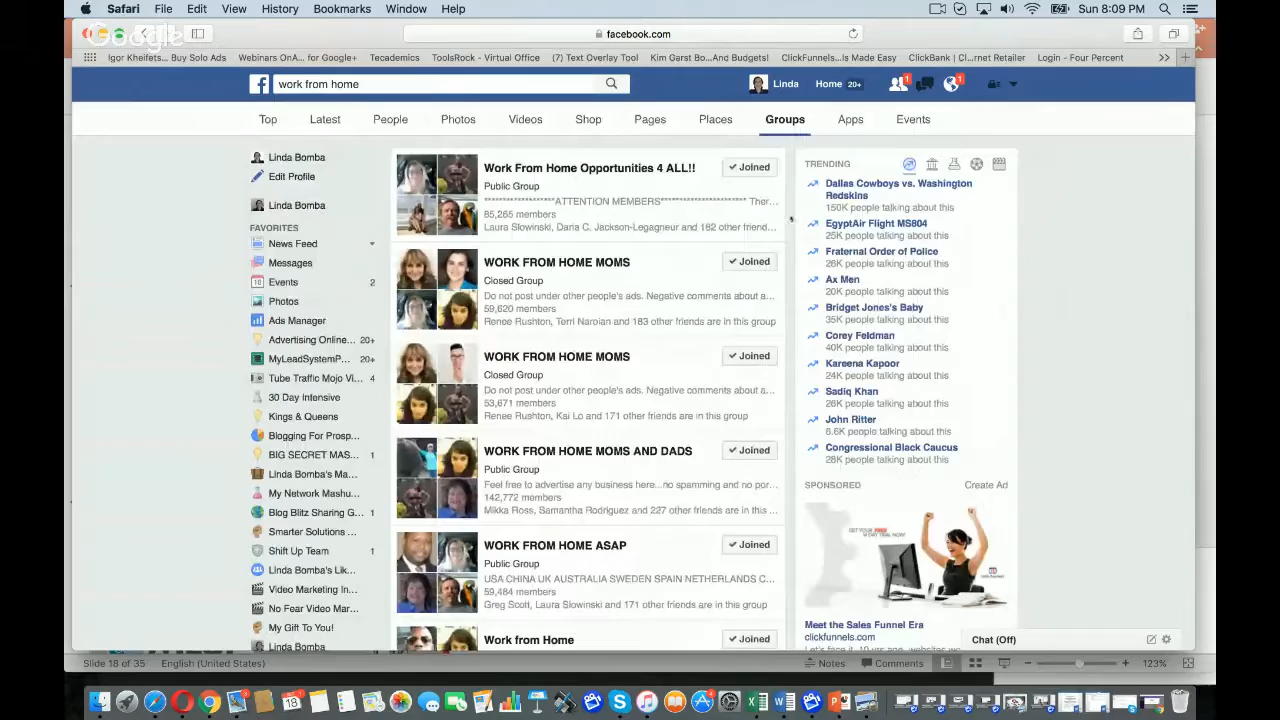 Safari File Edit View History Bookmarks Window Help Sun 8:09 PM
Google
facebook.com
Igor Kheifets... Buy Solo Ads Webinars OnA...for Google+ Tecademics ToolsRock - Virtual Office (7) Text Overlay Tool Kim Garst Bo...And Budgets! ClickFunnels...Is Made Easy ClickBank |C...rnet Retailer Login - Four Percent >> +
work from home
Linda Home 20+ 1 1
Top Latest People Photos Videos Shop Pages Places Groups Apps Events
Linda Bomba
Edit Profile
Linda Bomba
FAVORITES
News Feed
Messages
Events 2
Photos
Ads Manager
Advertising Online... 20+
MyLeadSystemP... 20+
Tube Traffic Mojo Vi... 4
30 Day Intensive
Kings & Queens
Blogging For Prosp...
BIG SECRET MAS... 1
Linda Bomba's Ma...
My Network Mashu...
Blog Blitz Sharing G... 1
Smarter Solutions ...
Shift Up Team 1
Linda Bomba's Lik...
Video Marketing In...
No Fear Video Mar...
My Gift To You!
Linda Bomba
Work From Home Opportunities 4 ALL!! Joined
Public Group
**********************ATTENTION MEMBERS********************** Ther...
85,265 members
Laura Slowinski, Daria C. Jackson-Legagneur and 162 other friend...
WORK FROM HOME MOMS Joined
Closed Group
Do not post under other people's ads. Negative comments about a...
59,620 members
Renee Rushton, Terri Naroian and 183 other friends are in this group
WORK FROM HOME MOMS Joined
Closed Group
Do not post under other people's ads. Negative comments about a...
53,671 members
Renee Rushton, Kai Lo and 171 other friends are in this group
WORK FROM HOME MOMS AND DADS Joined
Public Group
Feel free to advertise any business here...no spamming and no por...
142,772 members
Mikka Ross, Samantha Rodriguez and 227 other friends are in this ...
WORK FROM HOME ASAP Joined
Public Group
USA CHINA UK AUSTRALIA SWEDEN SPAIN NETHERLANDS C...
59,484 members
Greg Scott, Laura Slowinski and 171 other friends are in this group
Work from Home Joined
TRENDING
Dallas Cowboys vs. Washington
Redskins
150K people talking about this
EgyptAir Flight MS804
25K people talking about this
Fraternal Order of Police
26K people talking about this
Ax Men
20K people talking about this
Bridget Jones's Baby
35K people talking about this
Corey Feldman
40K people talking about this
Kareena Kapoor
24K people talking about this
Sadiq Khan
26K people talking about this
John Ritter
6.6K people talking about this
Congressional Black Caucus
28K people talking about this
SPONSORED Create Ad
GET YOUR FREE
14 DAY TRIAL NOW!
Meet the Sales Funnel Era
clickfunnels.com
Let's face it. 10 yrs ago, websites wo
Chat (Off)
Slide 18 of 35 English (United States) Notes Comments 123%